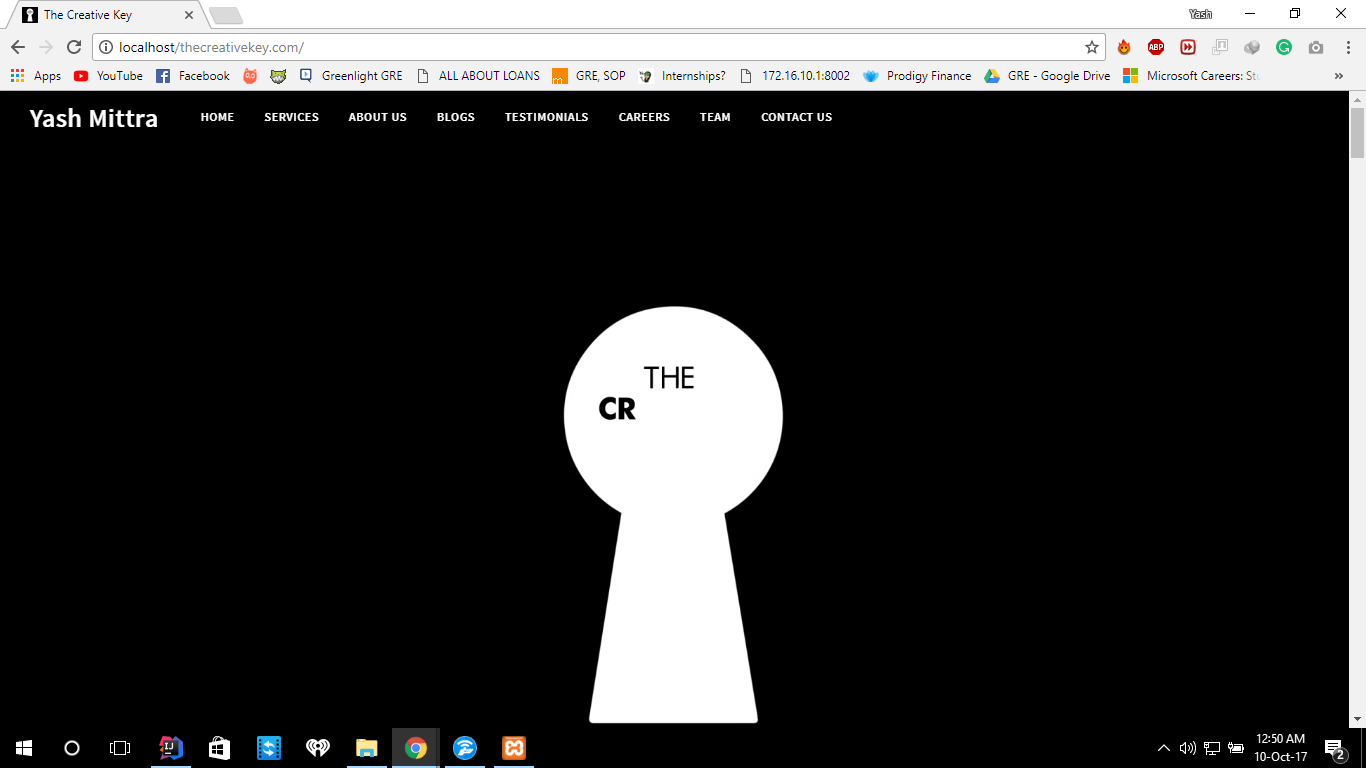 The Creative Key
Yash
localhost/thecreativekey.com/
ABP
Apps YouTube Facebook Greenlight GRE ALL ABOUT LOANS GRE, SOP Internships? 172.16.10.1:8002 Prodigy Finance GRE - Google Drive Microsoft Careers: Stu
Yash Mittra HOME SERVICES ABOUT US BLOGS TESTIMONIALS CAREERS TEAM CONTACT US
THE
CR
12:50 AM
10-Oct-17
2